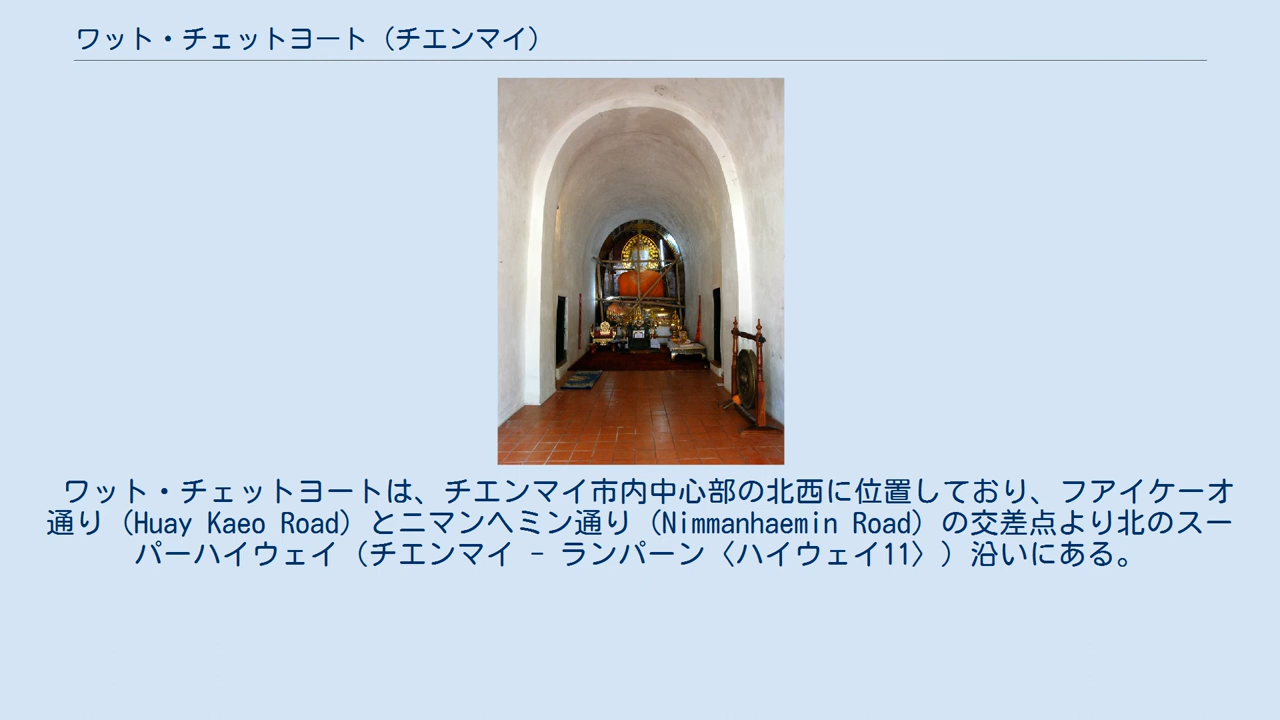 ワット・チェットヨート（チエンマイ）
ワット・チェットヨートは、チエンマイ市内中心部の北西に位置しており、フアイケーオ
通り（Huay Kaeo Road）とニマンヘミン通り（Nimmanhaemin Road）の交差点より北のスー
パーハイウェイ（チエンマイ - ランパーン〈ハイウェイ11〉）沿いにある。